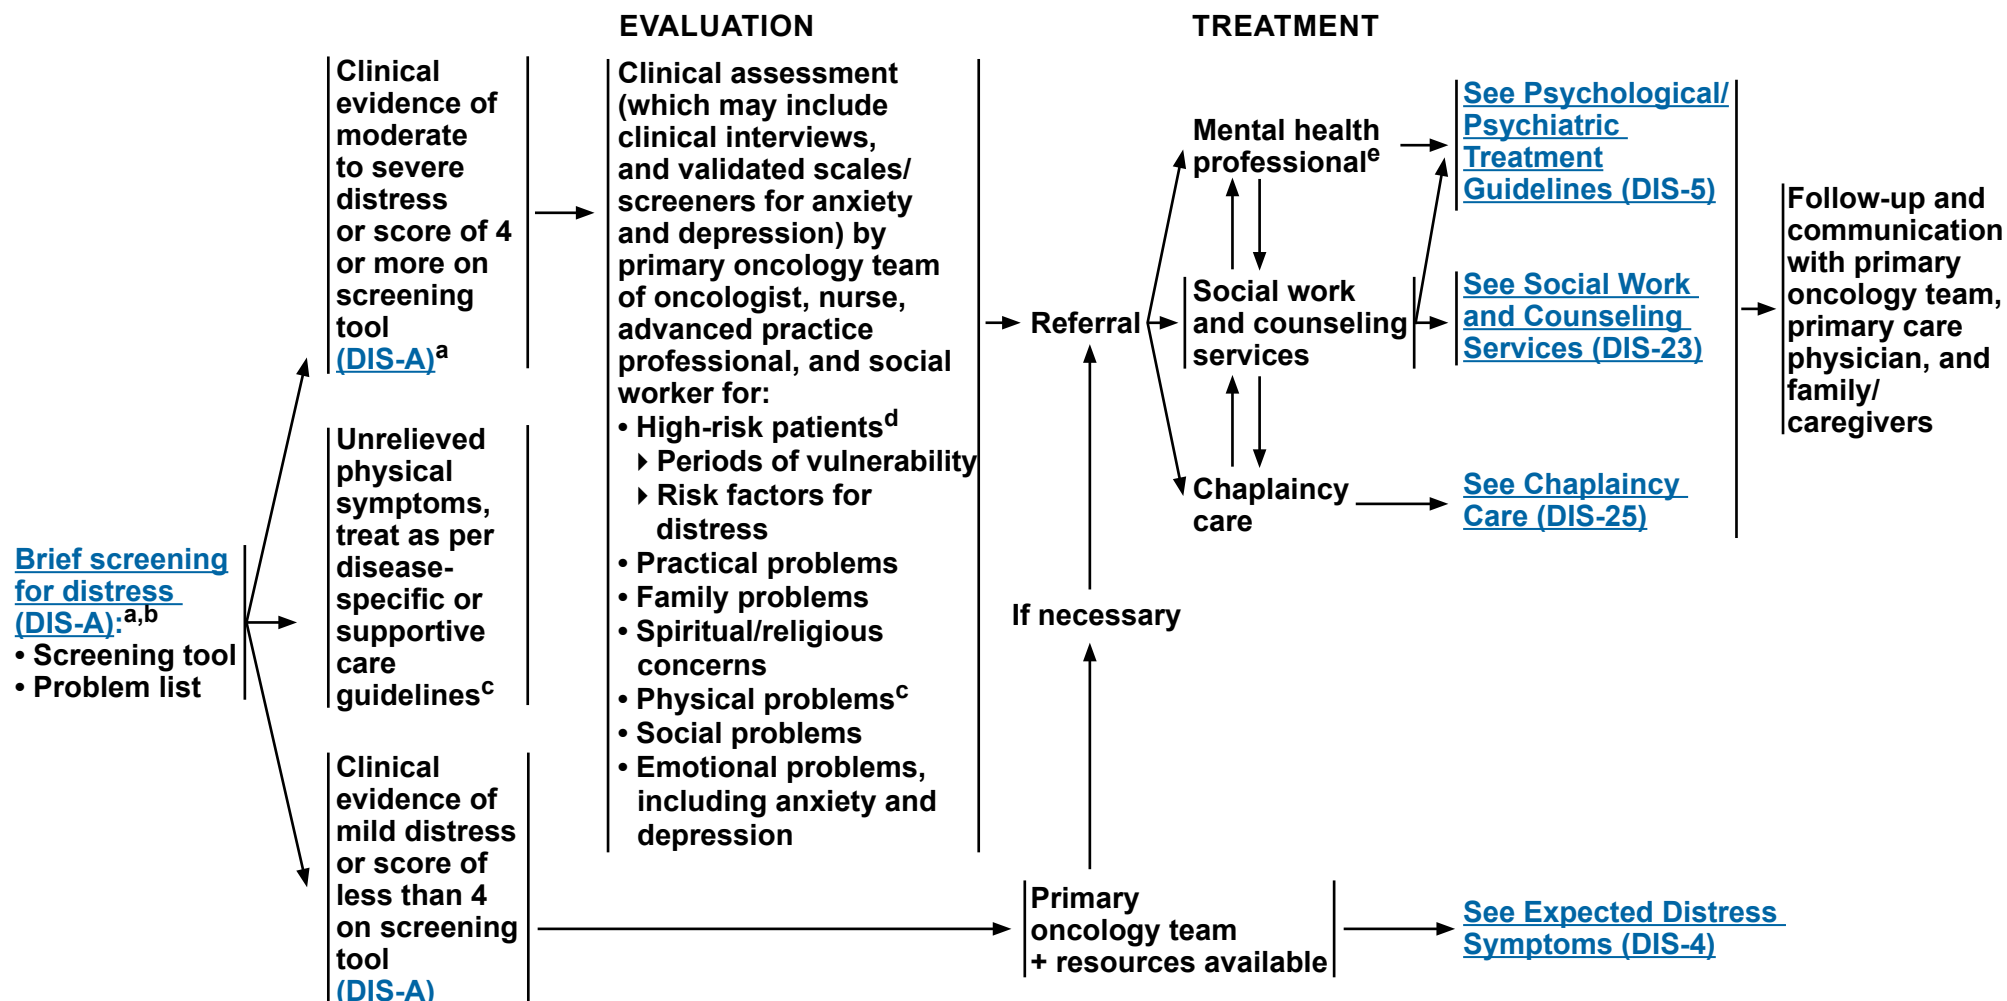 EVALUATION
TREATMENT
Brief screening
for distress
(DIS-A):a,b
• Screening tool
• Problem list
Clinical
evidence of
moderate
to severe
distress
or score of 4
or more on
screening
tool
(DIS-A)a
Unrelieved
physical
symptoms,
treat as per
disease-
specific or
supportive
care
guidelinesc
Clinical
evidence of
mild distress
or score of
less than 4
on screening
tool
(DIS-A)
Clinical assessment
(which may include
clinical interviews,
and validated scales/
screeners for anxiety
and depression) by
primary oncology team
of oncologist, nurse,
advanced practice
professional, and social
worker for:
• High-risk patientsd
Periods of vulnerability
Risk factors for
distress
• Practical problems
• Family problems
• Spiritual/religious
concerns
• Physical problemsc
• Social problems
• Emotional problems,
including anxiety and
depression
Referral
If necessary
Primary
oncology team
+ resources available
Mental health
professionale
Social work
and counseling
services
Chaplaincy
care
See Psychological/
Psychiatric
Treatment
Guidelines (DIS-5)
See Social Work
and Counseling
Services (DIS-23)
See Chaplaincy
Care (DIS-25)
See Expected Distress
Symptoms (DIS-4)
Follow-up and
communication
with primary
oncology team,
primary care
physician, and
family/
caregivers